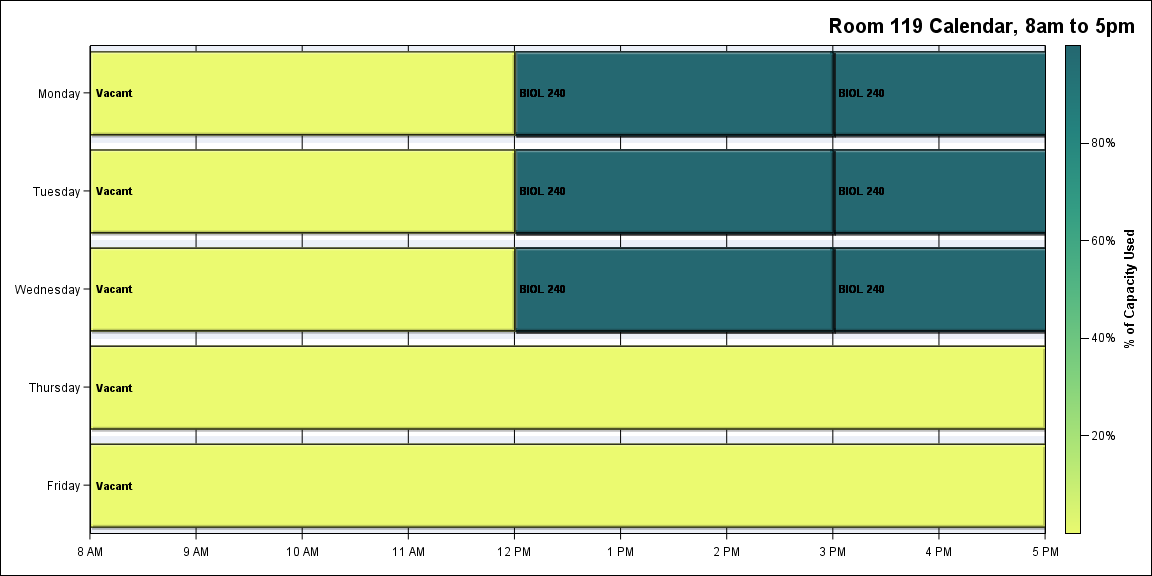 Room 119 Calendar, 8am to 5pm
Monday
Vacant
BIOL 240
BIOL 240
Tuesday
Vacant
BIOL 240
BIOL 240
Wednesday
Vacant
BIOL 240
BIOL 240
Thursday
Vacant
Friday
Vacant
8 AM
9 AM
10 AM
11 AM
12 PM
1 PM
2 PM
3 PM
4 PM
5 PM
80%
60%
40%
20%
% of Capacity Used